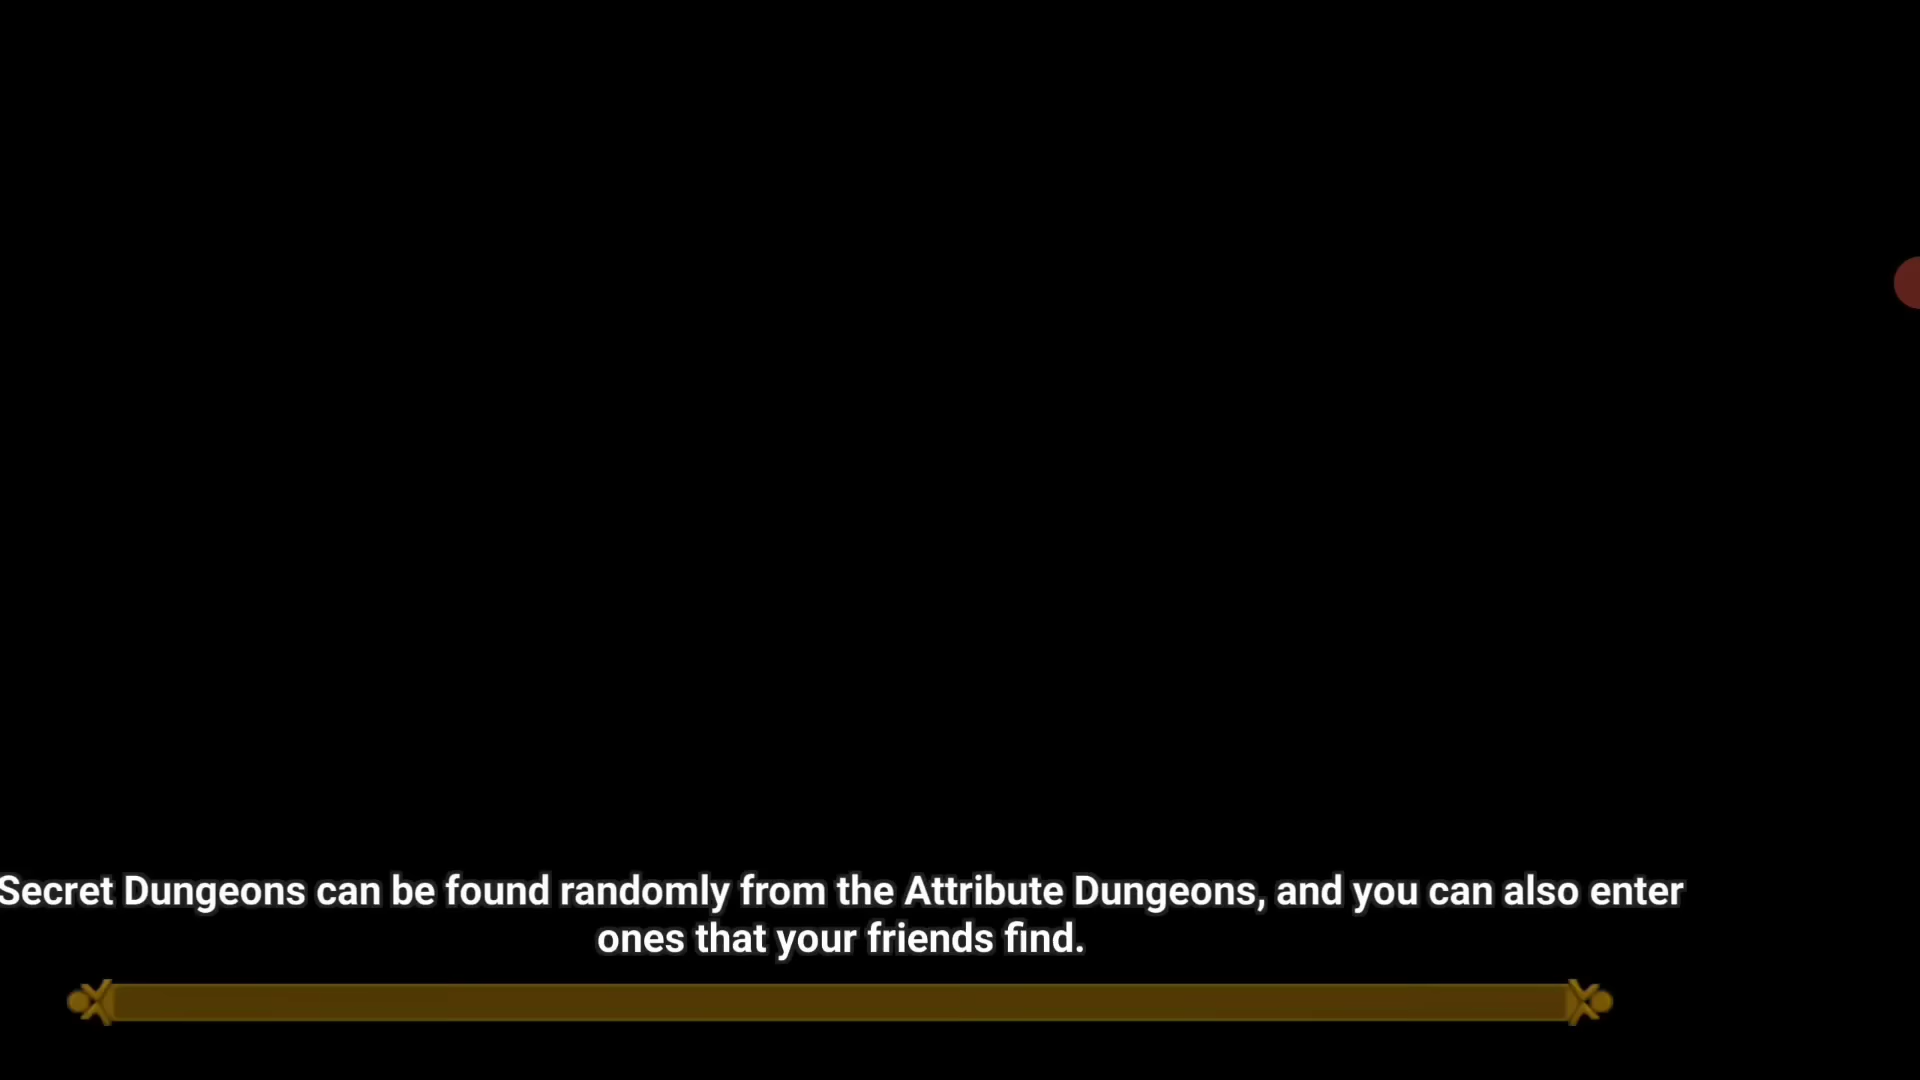 Secret Dungeons can be found randomly from the Attribute Dungeons, and you can also enter
ones that your friends find.